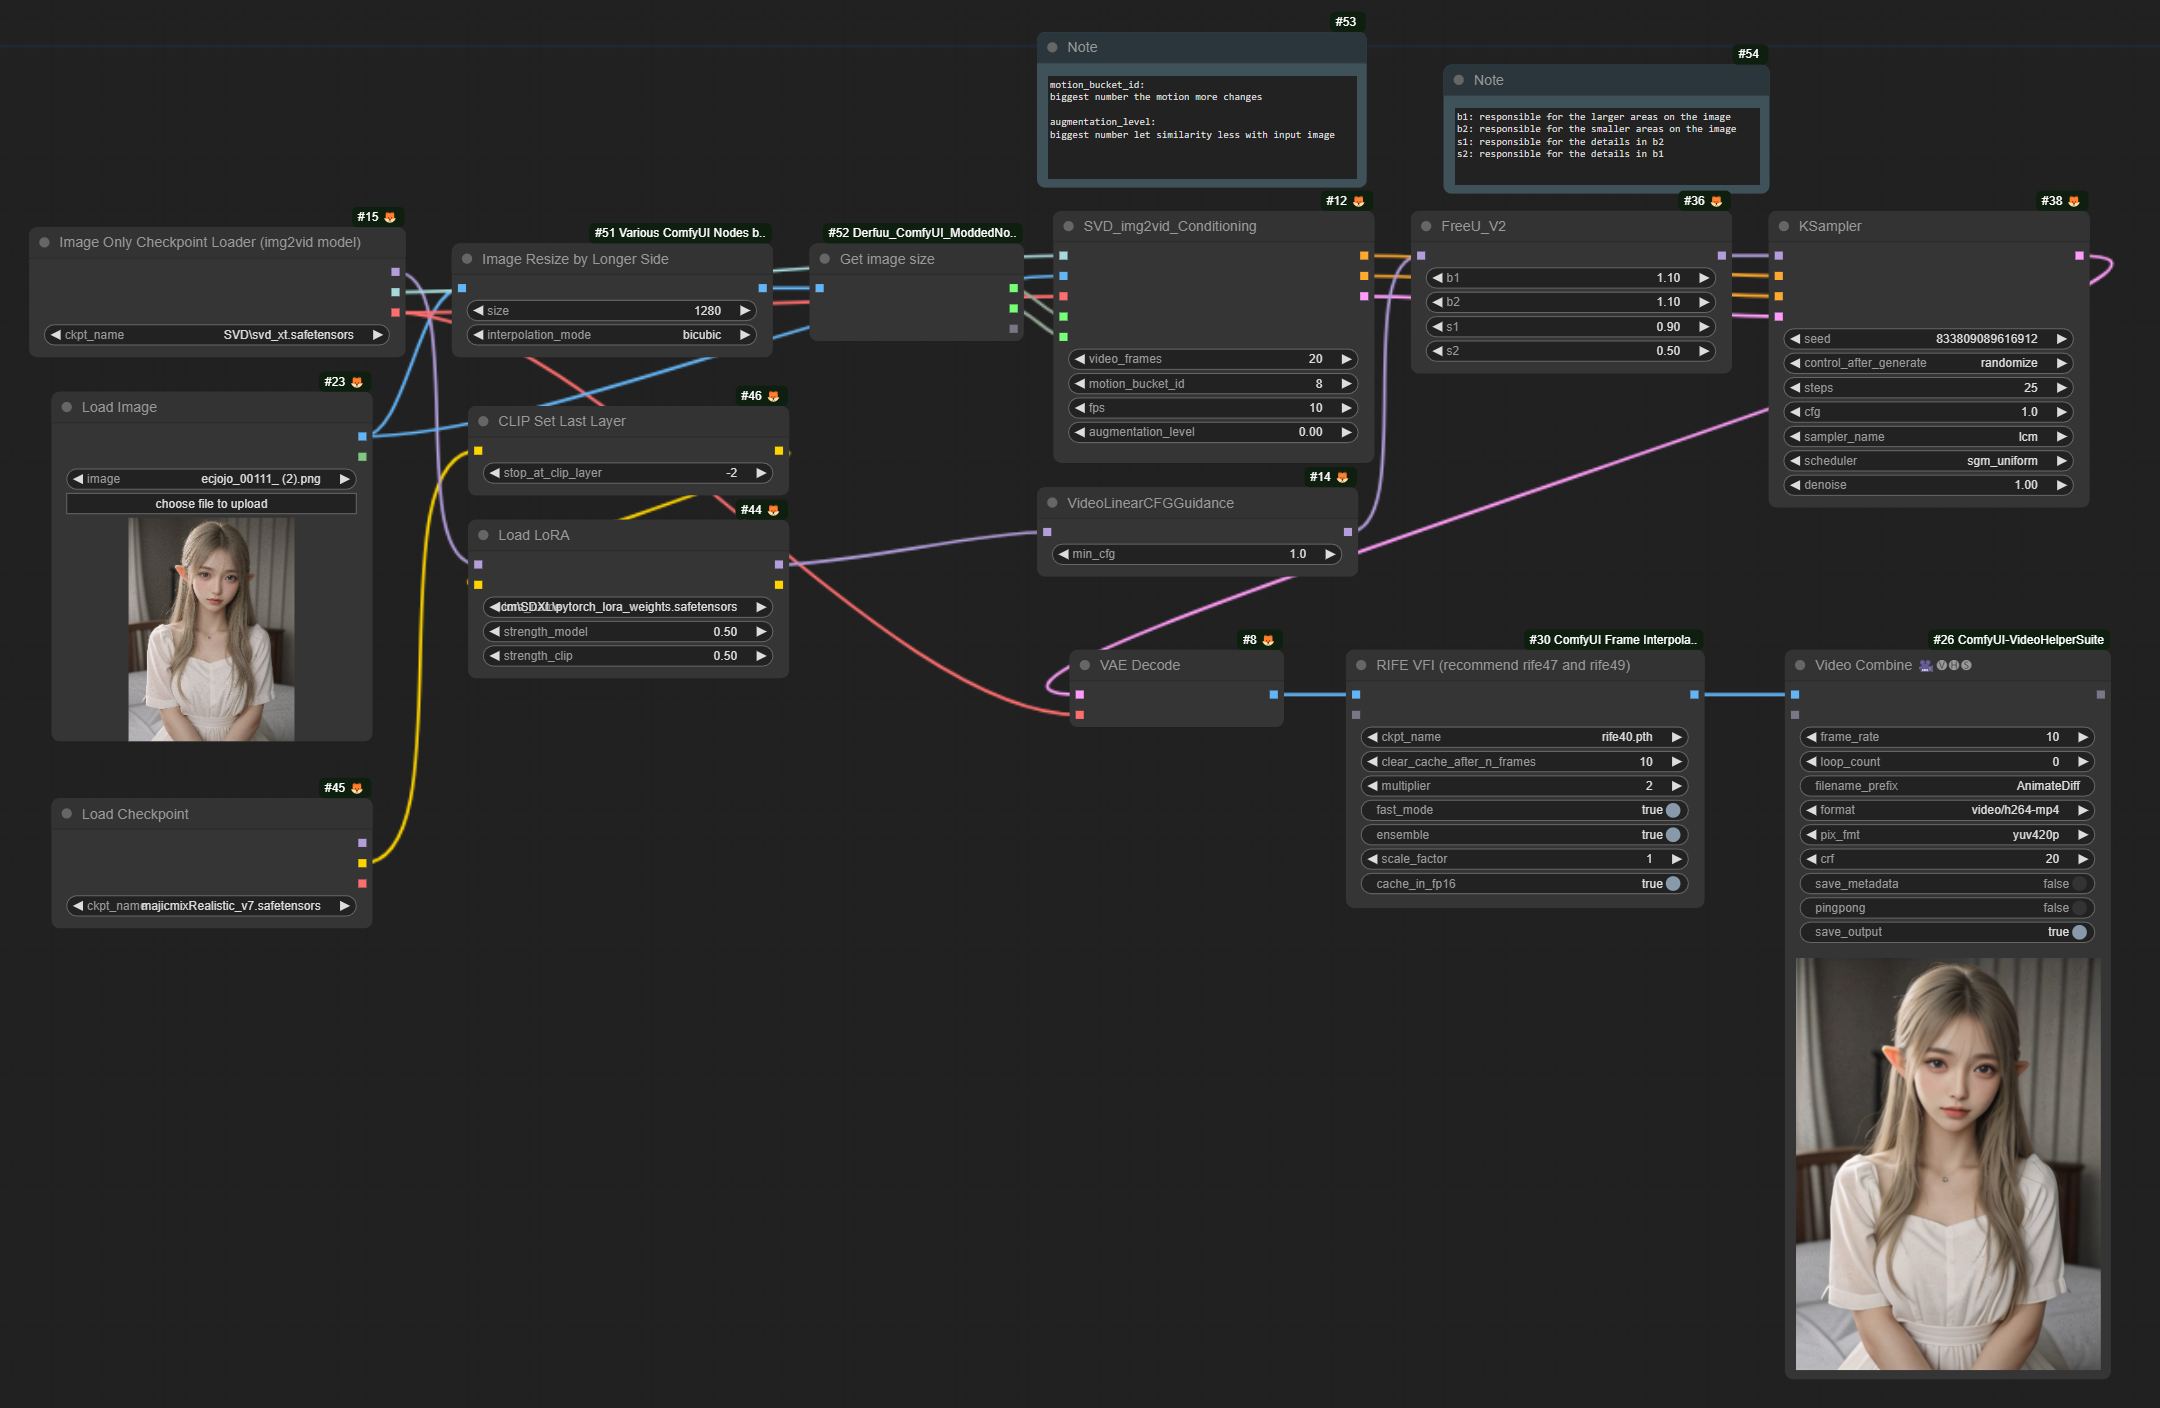 #53
Note
motion_bucket_id:
biggest number the motion more changes
augmentation_level:
biggest number let similarity less with input image
#54
Note
b1: responsible for the larger areas on the image
b2: responsible for the smaller areas on the image
s1: responsible for the details in b2
s2: responsible for the details in b1
#15
Image Only Checkpoint Loader (img2vid model)
ckpt_name SVD\svd_xt.safetensors
#51 Various ComfyUI Nodes b..
Image Resize by Longer Side
size 1280
interpolation_mode bicubic
#52 Derfuu_ComfyUI_ModdedNo..
Get image size
#12
SVD_img2vid_Conditioning
video_frames 20
motion_bucket_id 8
fps 10
augmentation_level 0.00
#36
FreeU_V2
b1 1.10
b2 1.10
s1 0.90
s2 0.50
#38
KSampler
seed 833809089616912
control_after_generate randomize
steps 25
cfg 1.0
sampler_name lcm
scheduler sgm_uniform
denoise 1.00
#23
Load Image
image ecjojo_00111_ (2).png
choose file to upload
#46
CLIP Set Last Layer
stop_at_clip_layer -2
#44
Load LoRA
cm\SDXL\pytorch_lora_weights.safetensors
strength_model 0.50
strength_clip 0.50
#14
VideoLinearCFGGuidance
min_cfg 1.0
#45
Load Checkpoint
ckpt_name majicmixRealistic_v7.safetensors
#8
VAE Decode
#30 ComfyUI Frame Interpola..
RIFE VFI (recommend rife47 and rife49)
ckpt_name rife40.pth
clear_cache_after_n_frames 10
multiplier 2
fast_mode true
ensemble true
scale_factor 1
cache_in_fp16 true
#26 ComfyUI-VideoHelperSuite
Video Combine 🎥🅥🅗🅢
frame_rate 10
loop_count 0
filename_prefix AnimateDiff
format video/h264-mp4
pix_fmt yuv420p
crf 20
save_metadata false
pingpong false
save_output true